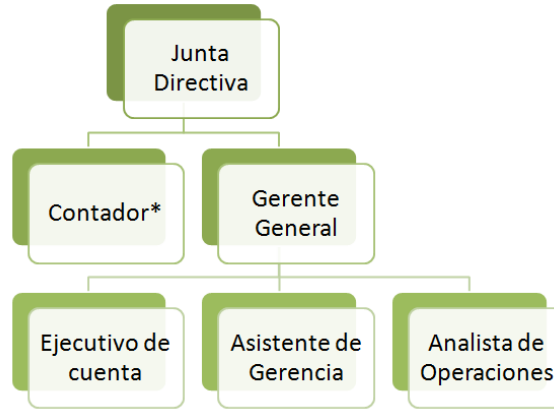 Junta
Directiva
Contador*
Gerente
General
Ejecutivo de
cuenta
Asistente de
Gerencia
Analista de
Operaciones